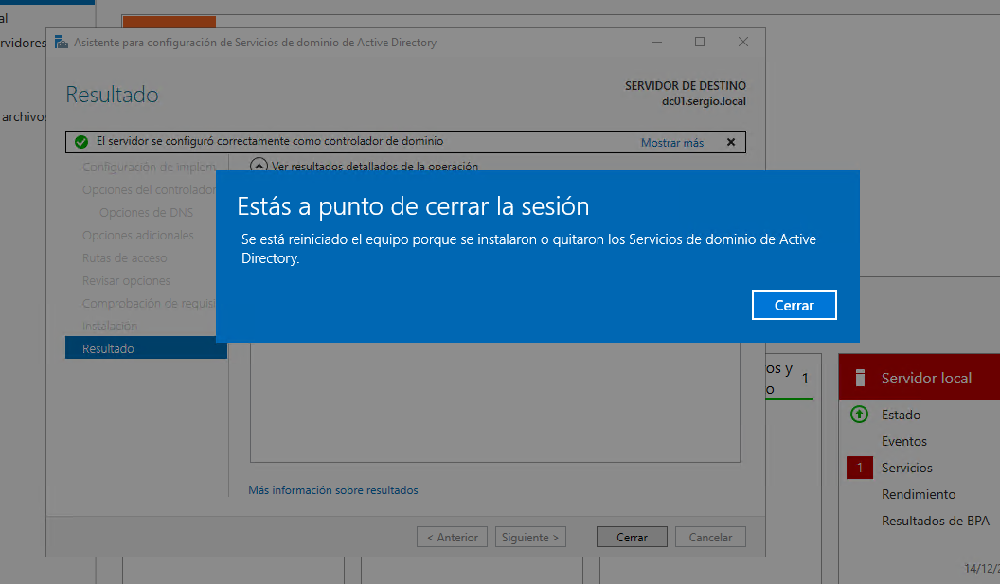 al
rvidores
archivos
Asistente para configuración de Servicios de dominio de Active Directory
Resultado
SERVIDOR DE DESTINO
dc01.sergio.local
El servidor se configuró correctamente como controlador de dominio
Mostrar más
Configuración de implem
Ver resultados detallados de la operación
Opciones del controlador
Opciones de DNS
Opciones adicionales
Rutas de acceso
Revisar opciones
Comprobación de requisi
Instalación
Resultado
Estás a punto de cerrar la sesión
Se está reiniciado el equipo porque se instalaron o quitaron los Servicios de dominio de Active
Directory.
Cerrar
Más información sobre resultados
< Anterior
Siguiente >
Cerrar
Cancelar
os y
o
1
Servidor local
Estado
Eventos
1
Servicios
Rendimiento
Resultados de BPA
14/12/2